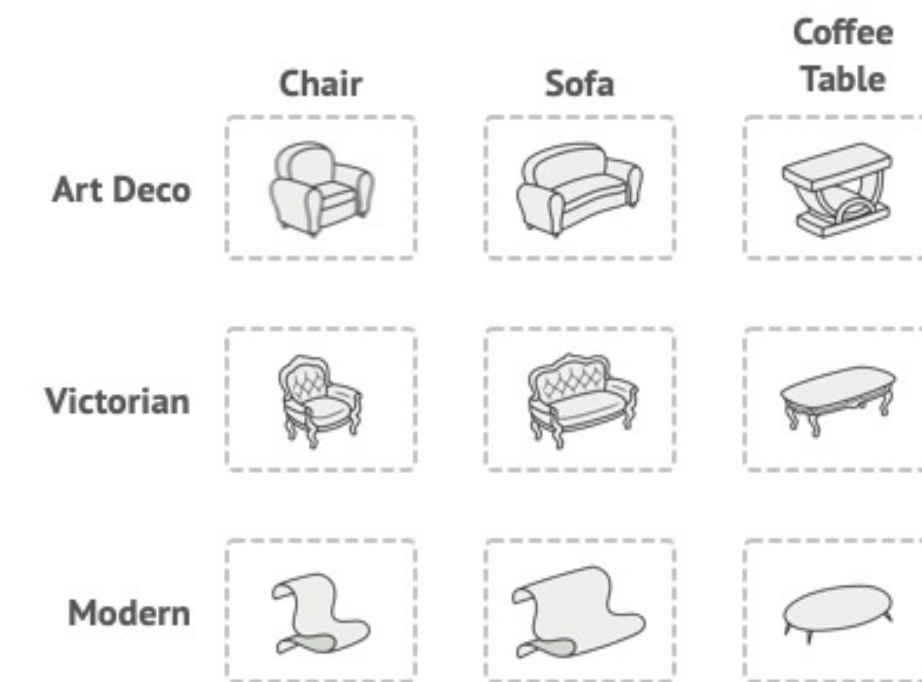 Chair
Sofa
Coffee
Table
Art Deco
Victorian
Modern